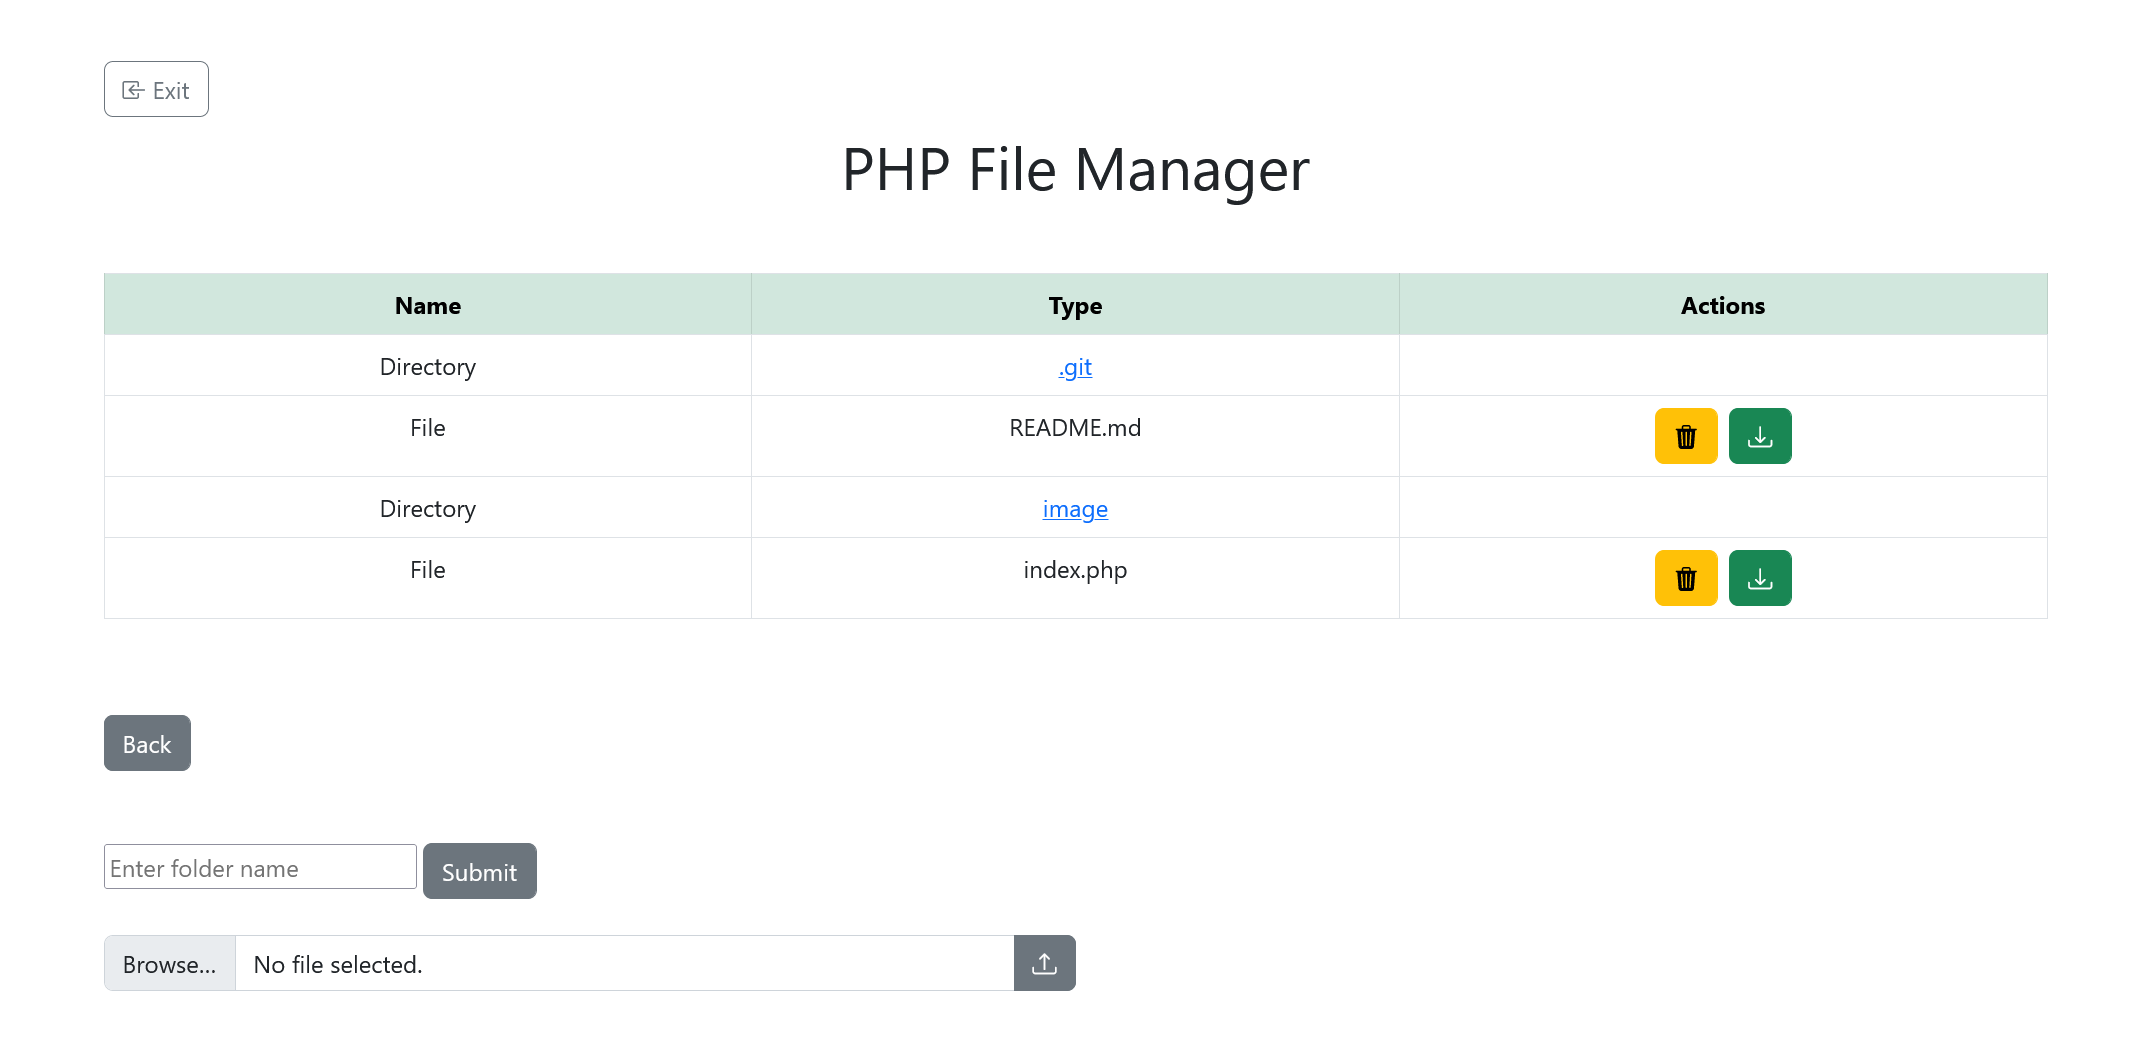 Exit
PHP File Manager
Name Type Actions
Directory .git
File README.md
Directory image
File index.php
Back
Enter folder name Submit
Browse... No file selected.